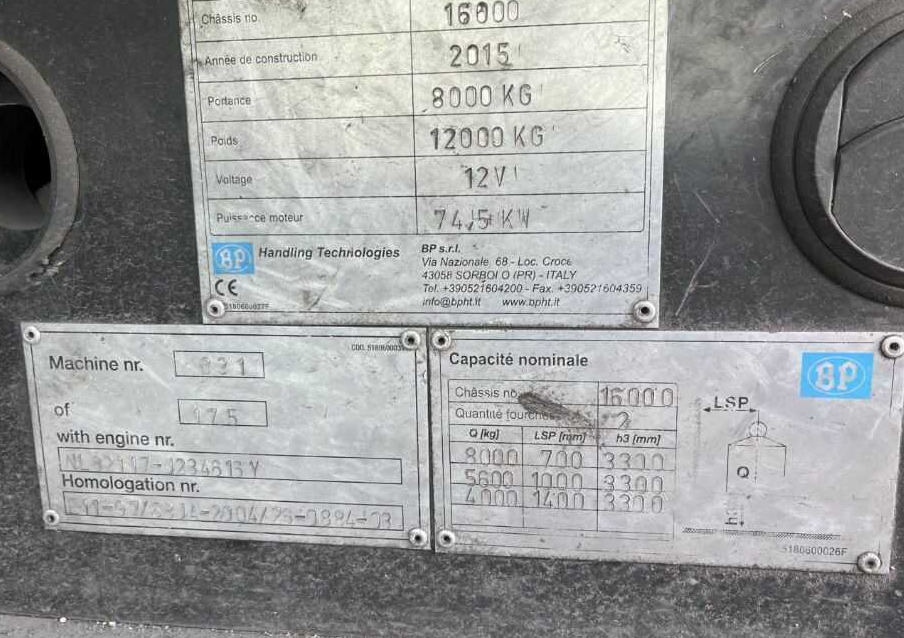 Châssis no. 16000
Année de construction 2015
Portance 8000 KG
Poids 12000 KG
Voltage 12V
Puissance moteur 74,5 KW
BP Handling Technologies
CE
BP s.r.l.
Via Nazionale, 68 - Loc. Croce
43058 SORBOLO (PR) - ITALY
Tel. +390521604200 - Fax. +390521604359
info@bpht.it www.bpht.it
Machine nr. 331
of 175
with engine nr.
Homologation nr.
Capacité nominale
BP
Châssis no. 16000
Quantité fourches 2
Q [kg] LSP [mm] h3 [mm]
8000 700 3300
5600 1000 3300
4000 1400 3300
LSP
Q
h3
5180600026F